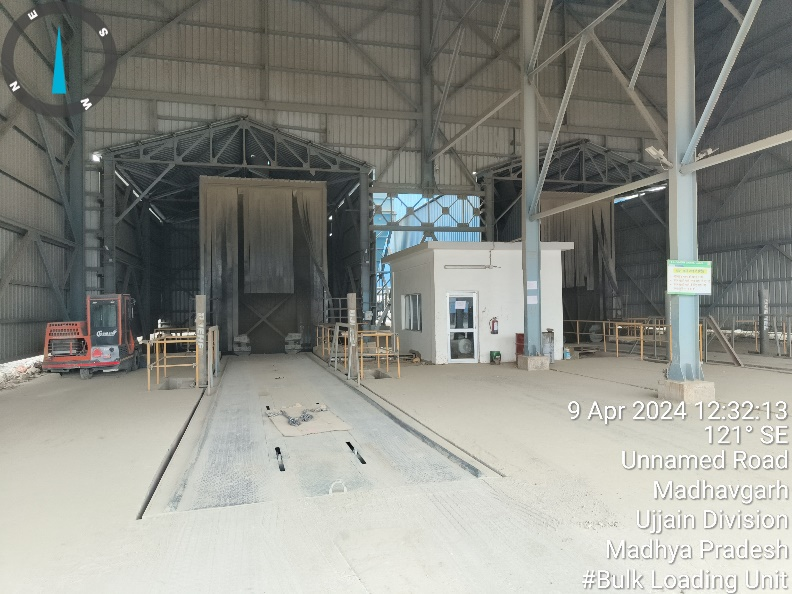 E
S
N
W
9 Apr 2024 12:32:13
121° SE
Unnamed Road
Madhavgarh
Ujjain Division
Madhya Pradesh
#Bulk Loading Unit